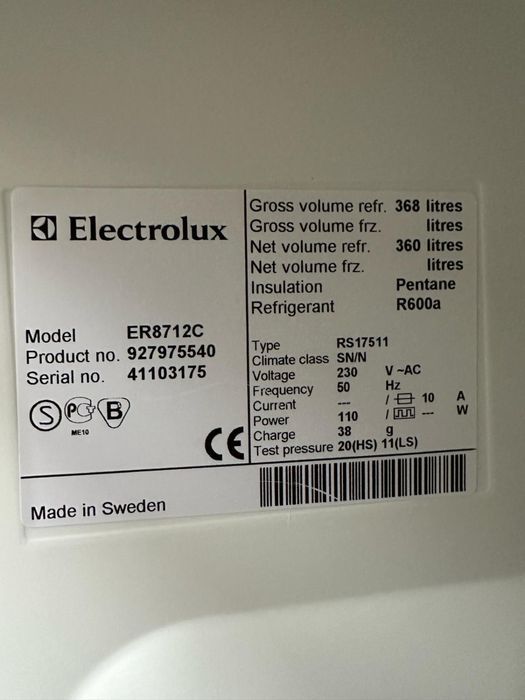 Electrolux
Model ER8712C
Product no. 927975540
Serial no. 41103175
S PG B
ME10
CE
Gross volume refr. 368 litres
Gross volume frz. litres
Net volume refr. 360 litres
Net volume frz. litres
Insulation Pentane
Refrigerant R600a
Type RS17511
Climate class SN/N
Voltage 230 V ~AC
Frequency 50 Hz
Current --- / 10 A
Power 110 / --- W
Charge 38 g
Test pressure 20(HS) 11(LS)
Made in Sweden